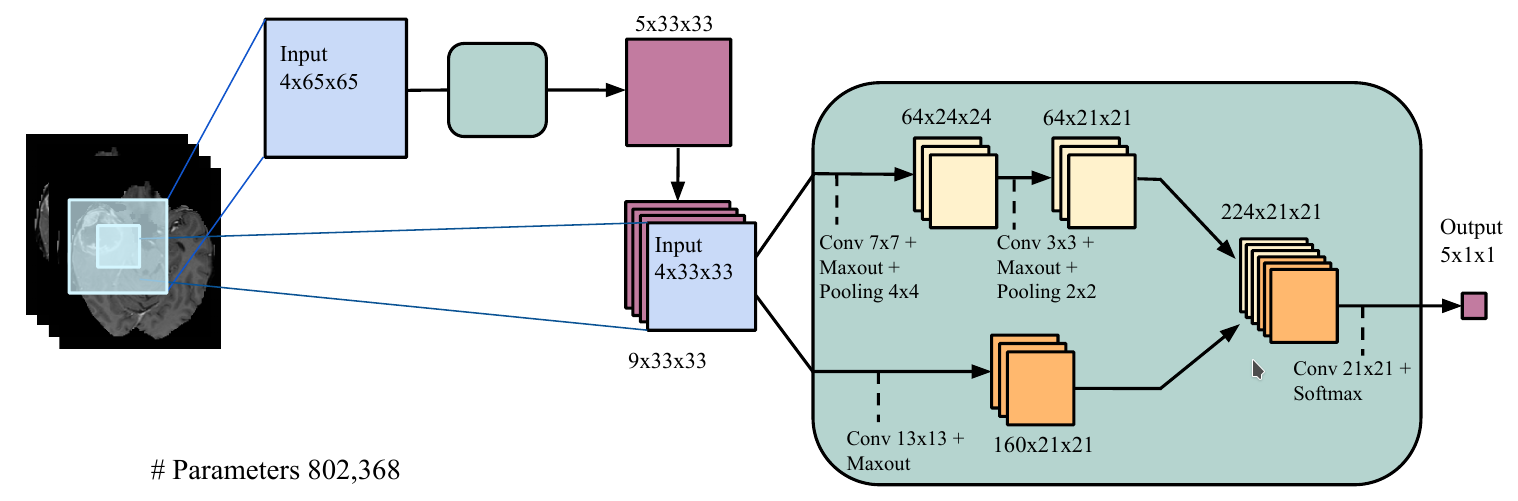 Input
4x65x65
5x33x33
Input
4x33x33
9x33x33
64x24x24
64x21x21
Conv 7x7 +
Maxout +
Pooling 4x4
Conv 3x3 +
Maxout +
Pooling 2x2
224x21x21
Output
5x1x1
Conv 21x21 +
Softmax
Conv 13x13 +
Maxout
160x21x21
# Parameters 802,368